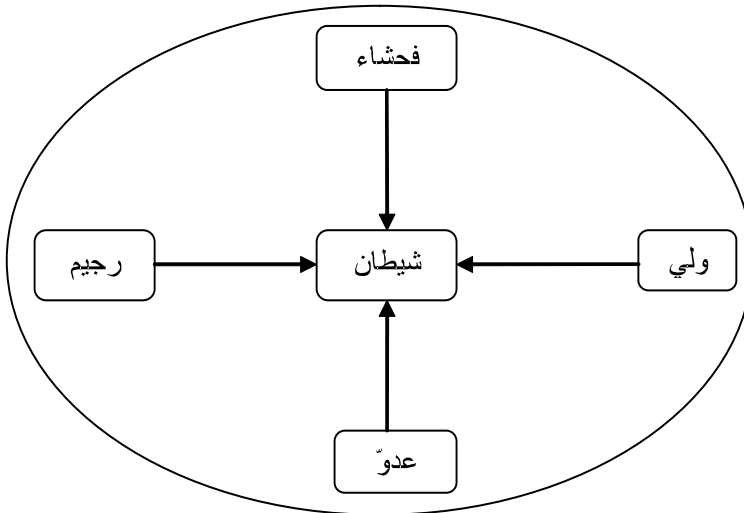 فحشاء
ولي
شيطان
رجيم
عدوّ